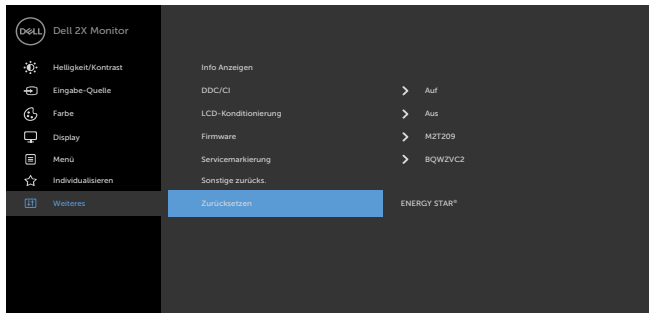 DELL Dell 2X Monitor
Helligkeit/Kontrast Info Anzeigen
Eingabe-Quelle DDC/CI Auf
Farbe LCD-Konditionierung Aus
Display Firmware M2T209
Menü Servicemarkierung BQWZVC2
Individualisieren Sonstige zurücks.
Weiteres Zurücksetzen ENERGY STAR®